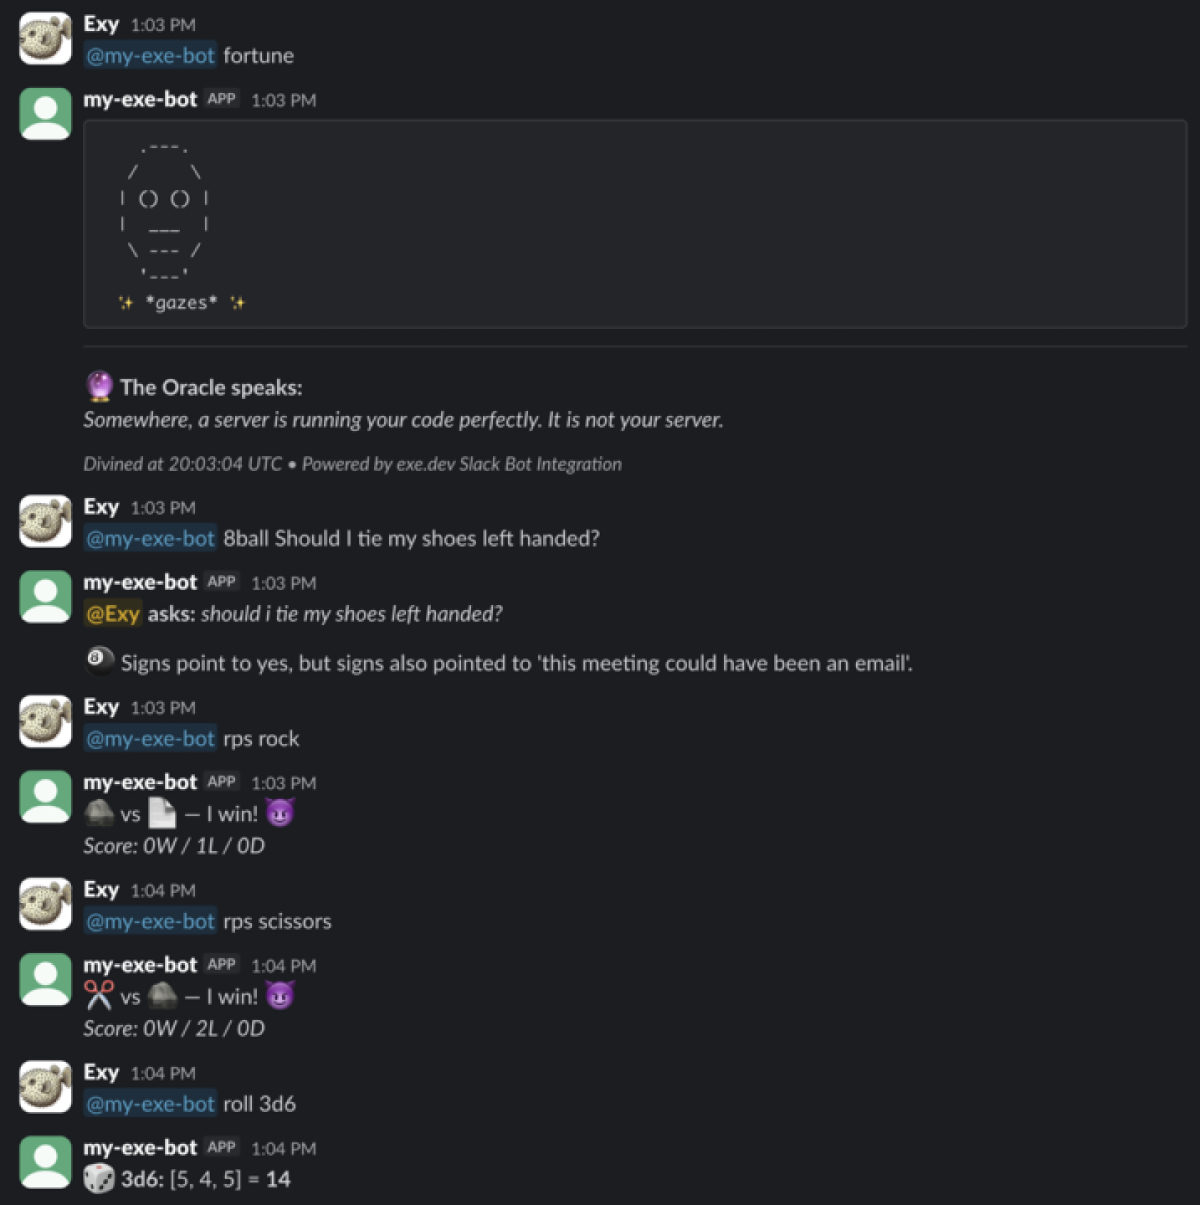 Exy 1:03 PM
@my-exe-bot fortune
my-exe-bot APP 1:03 PM
.---.
/     \
| () () |
|  ___  |
\ --- /
'---'
✨ *gazes* ✨
🔮 The Oracle speaks:
Somewhere, a server is running your code perfectly. It is not your server.
Divined at 20:03:04 UTC • Powered by exe.dev Slack Bot Integration
Exy 1:03 PM
@my-exe-bot 8ball Should I tie my shoes left handed?
my-exe-bot APP 1:03 PM
@Exy asks: should i tie my shoes left handed?
🎱 Signs point to yes, but signs also pointed to 'this meeting could have been an email'.
Exy 1:03 PM
@my-exe-bot rps rock
my-exe-bot APP 1:03 PM
🪨 vs 📄 — I win! 😈
Score: 0W / 1L / 0D
Exy 1:04 PM
@my-exe-bot rps scissors
my-exe-bot APP 1:04 PM
✂️ vs 🪨 — I win! 😈
Score: 0W / 2L / 0D
Exy 1:04 PM
@my-exe-bot roll 3d6
my-exe-bot APP 1:04 PM
🎲 3d6: [5, 4, 5] = 14